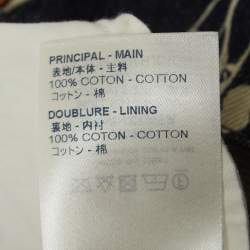 PRINCIPAL - MAIN
表地/本体 - 主料
100% COTON - COTTON
コットン - 棉
DOUBLURE - LINING
裏地 - 内衬
100% COTON - COTTON
コットン - 棉